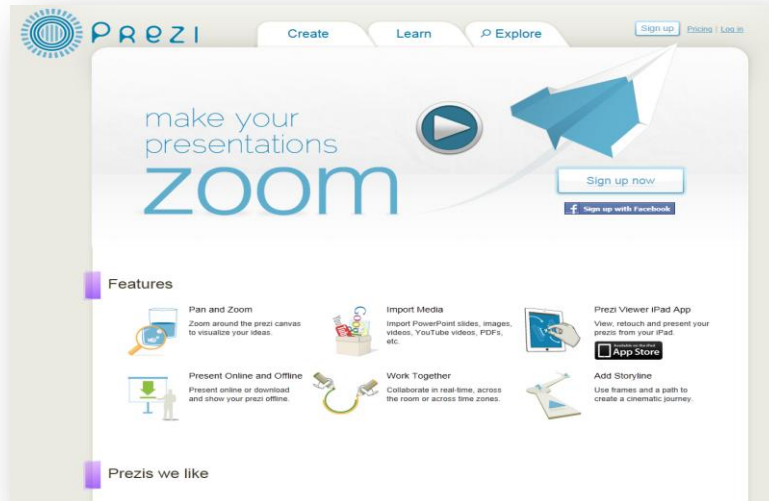 PREZI
Create
Learn
Explore
Sign up
Pricing / Log in
make your
presentations
zoom
Sign up now
f Sign up with Facebook
Features
Pan and Zoom
Zoom around the prezi canvas
to visualize your ideas.
Import Media
Import PowerPoint slides, images,
videos, YouTube videos, PDFs,
etc.
Prezi Viewer iPad App
View, retouch and present your
prezis from your iPad.
Available on the iPad
App Store
Present Online and Offline
Present online or download
and show your prezi offline.
Work Together
Collaborate in real-time, across
the room or across time zones.
Add Storyline
Use frames and a path to
create a cinematic journey.
Prezis we like